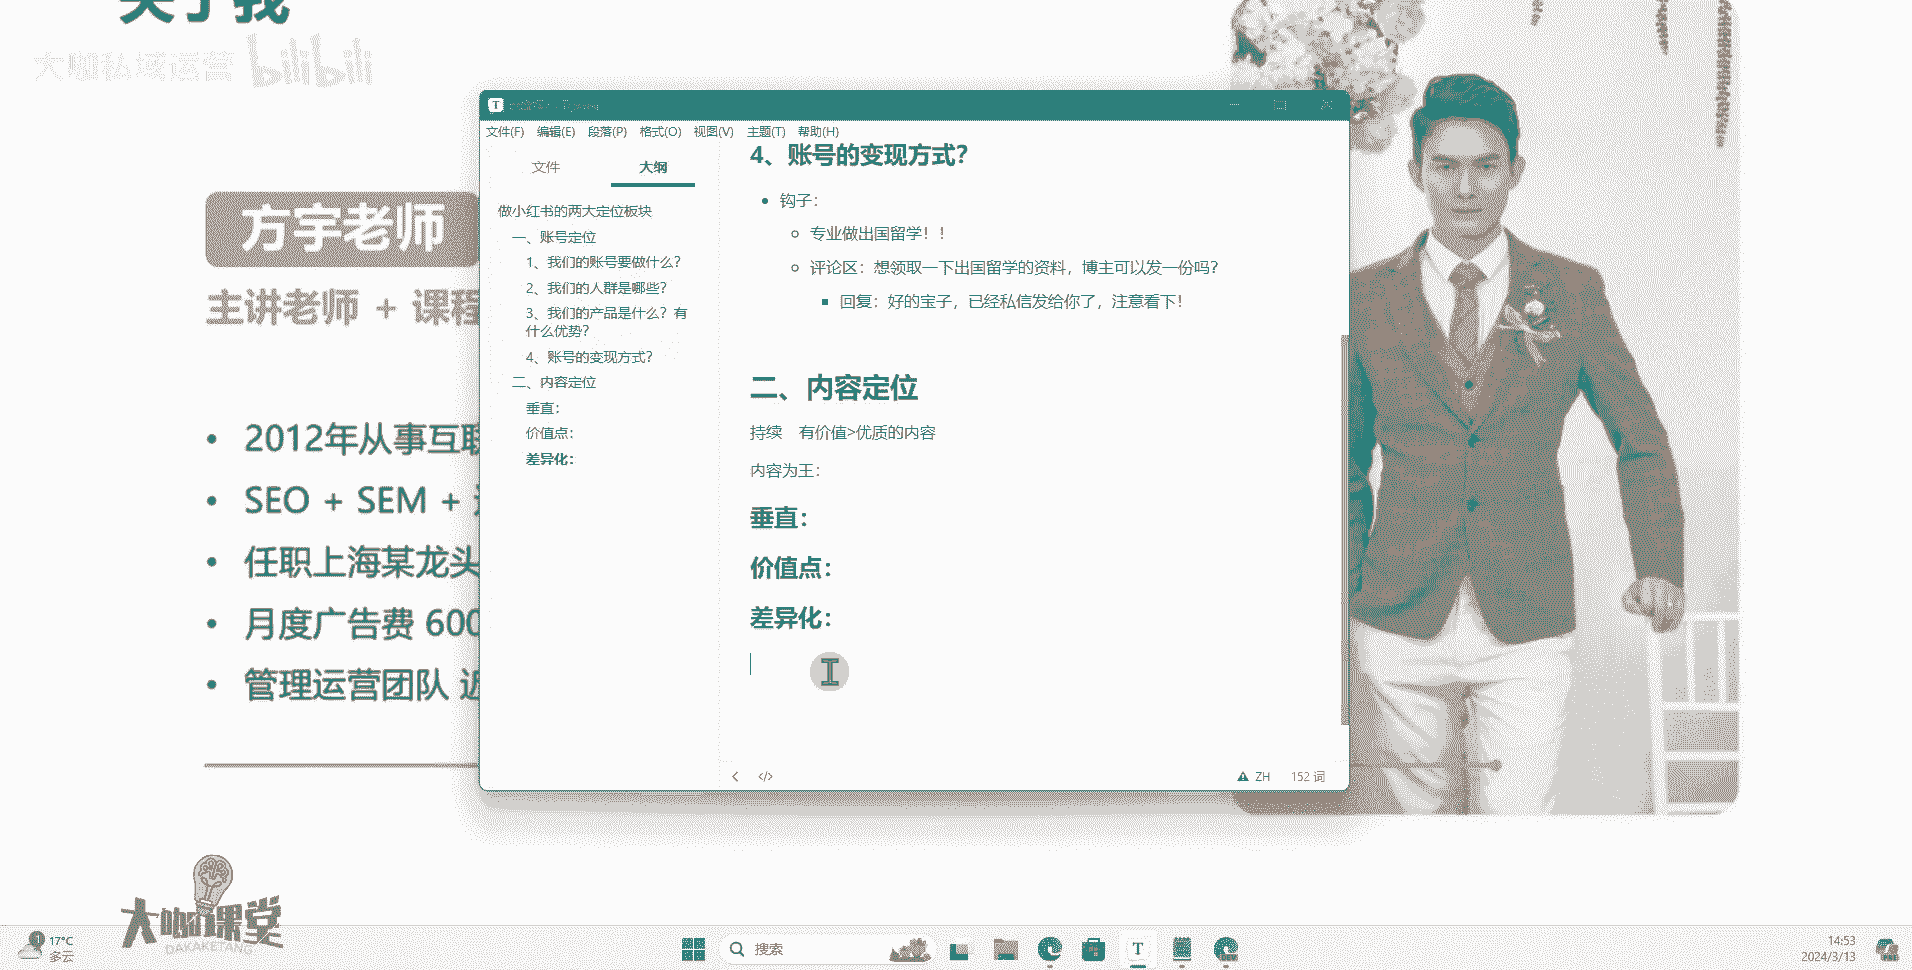 关于我
大咖私域运营 bilibili
方宇老师
主讲老师 + 课程
2012年从事互联
SEO + SEM +
任职上海某龙头
月度广告费 600
管理运营团队 近
T
文件(F) 编辑(E) 段落(P) 格式(O) 视图(V) 主题(T) 帮助(H)
文件 大纲
做小红书的两大定位板块
一、账号定位
1、我们的账号要做什么？
2、我们的人群是哪些？
3、我们的产品是什么？有
什么优势？
4、账号的变现方式？
二、内容定位
垂直：
价值点：
差异化：
4、账号的变现方式？
钩子：
专业做出国留学！！
评论区：想领取一下出国留学的资料，博主可以发一份吗？
回复：好的宝子，已经私信发给你了，注意看下！
二、内容定位
持续 有价值>优质的内容
内容为王：
垂直：
价值点：
差异化：
</> ZH 152 词
大咖课堂
DAKAKETANG
1
17°C
多云
搜索
T
DEV
14:53
2024/3/13